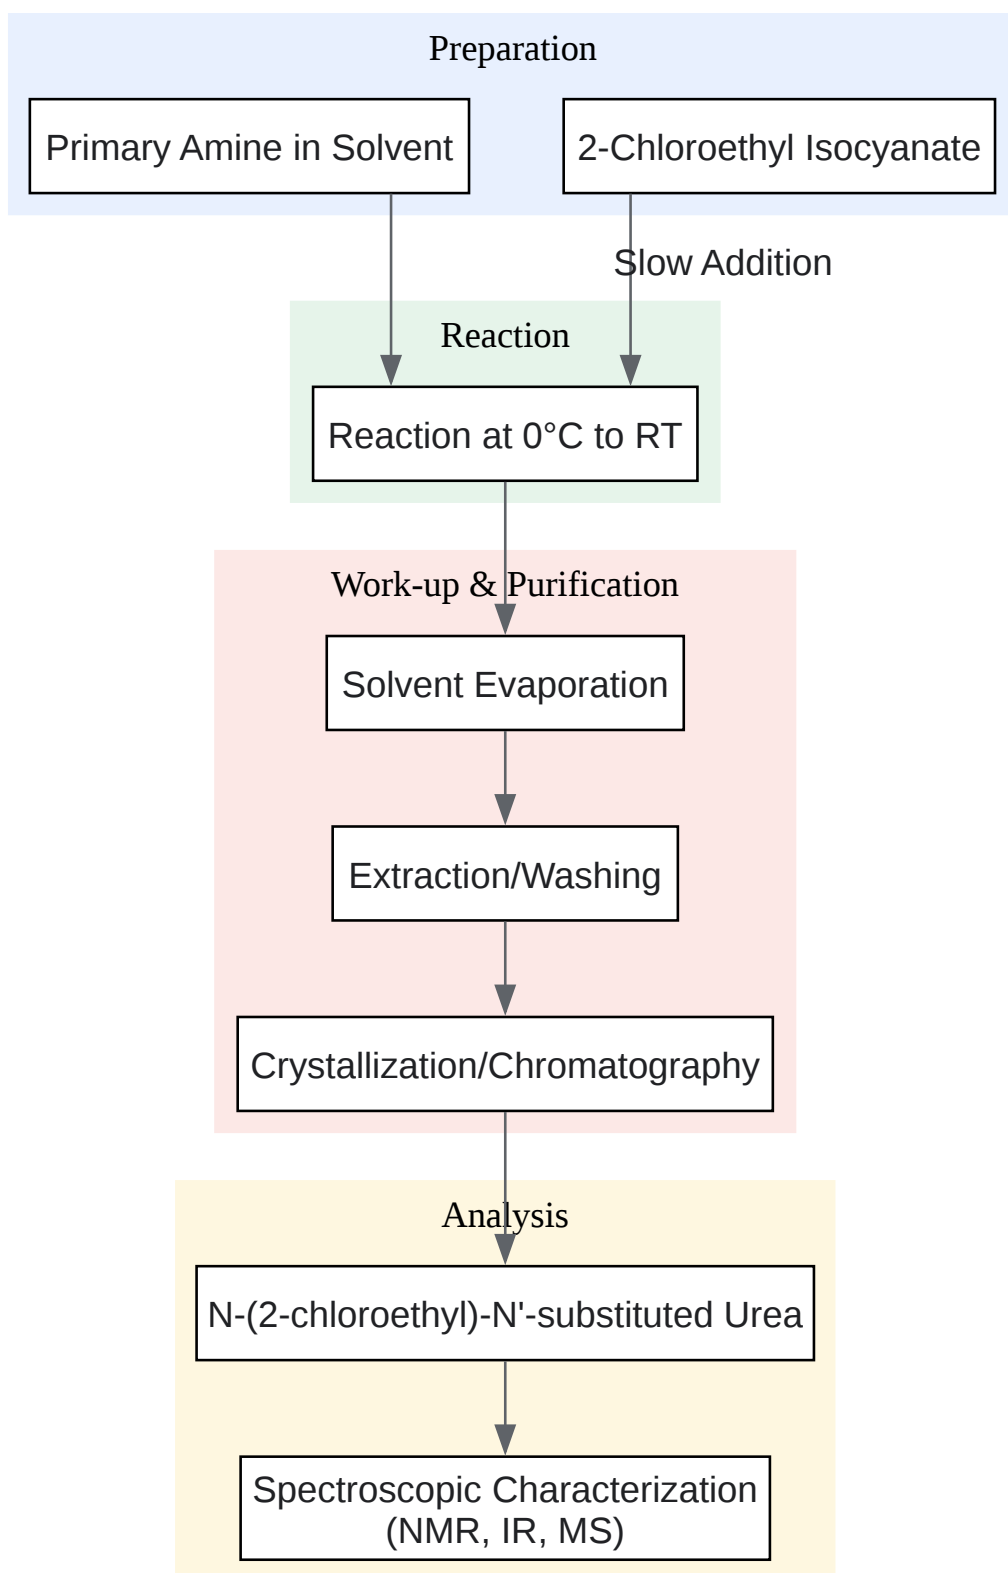 Preparation
Primary Amine in Solvent
2-Chloroethyl Isocyanate
Slow Addition
Reaction
Reaction at 0°C to RT
Work-up & Purification
Solvent Evaporation
Extraction/Washing
Crystallization/Chromatography
Analysis
N-(2-chloroethyl)-N'-substituted Urea
Spectroscopic Characterization
(NMR, IR, MS)